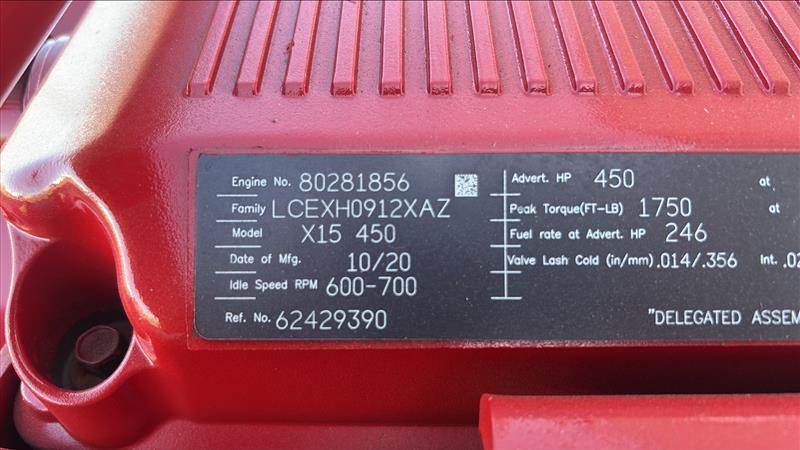 Engine No. 80281856
Family LCEXH0912XAZ
Model X15 450
Date of Mfg. 10/20
Idle Speed RPM 600-700
Ref. No. 62429390
Advert. HP 450 at
Peak Torque(FT-LB) 1750 at
Fuel rate at Advert. HP 246
Valve Lash Cold (in/mm) .014/.356 Int. .02
"DELEGATED ASSEM